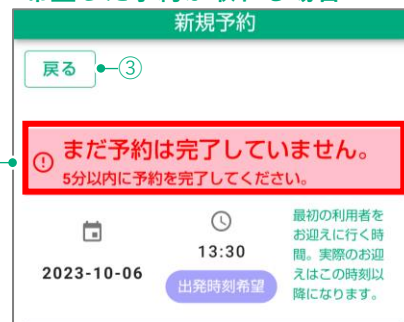 新規予約
戻る
③
まだ予約は完了していません。
5分以内に予約を完了してください。
2023-10-06
13:30
出発時刻希望
最初の利用者を
お迎えに行く時
間。実際のお迎
えはこの時刻以
降になります。